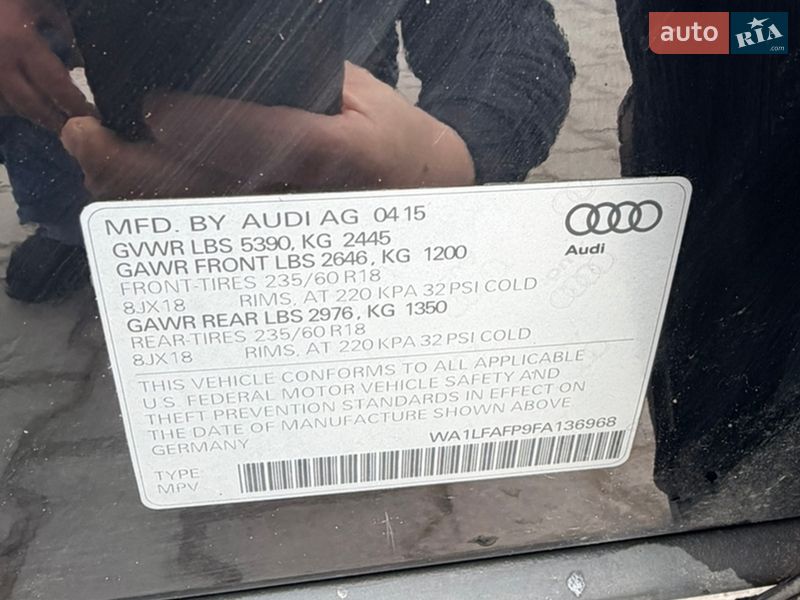 auto RIA .com
MFD. BY AUDI AG 04 15
GVWR LBS 5390, KG 2445
GAWR FRONT LBS 2646, KG 1200
FRONT-TIRES 235/60 R18
8JX18 RIMS, AT 220 KPA 32 PSI COLD
GAWR REAR LBS 2976, KG 1350
REAR-TIRES 235/60 R18
8JX18 RIMS, AT 220 KPA 32 PSI COLD
Audi
THIS VEHICLE CONFORMS TO ALL APPLICABLE
U.S. FEDERAL MOTOR VEHICLE SAFETY AND
THEFT PREVENTION STANDARDS IN EFFECT ON
THE DATE OF MANUFACTURE SHOWN ABOVE
GERMANY WA1LFAFP9FA136968
TYPE
MPV